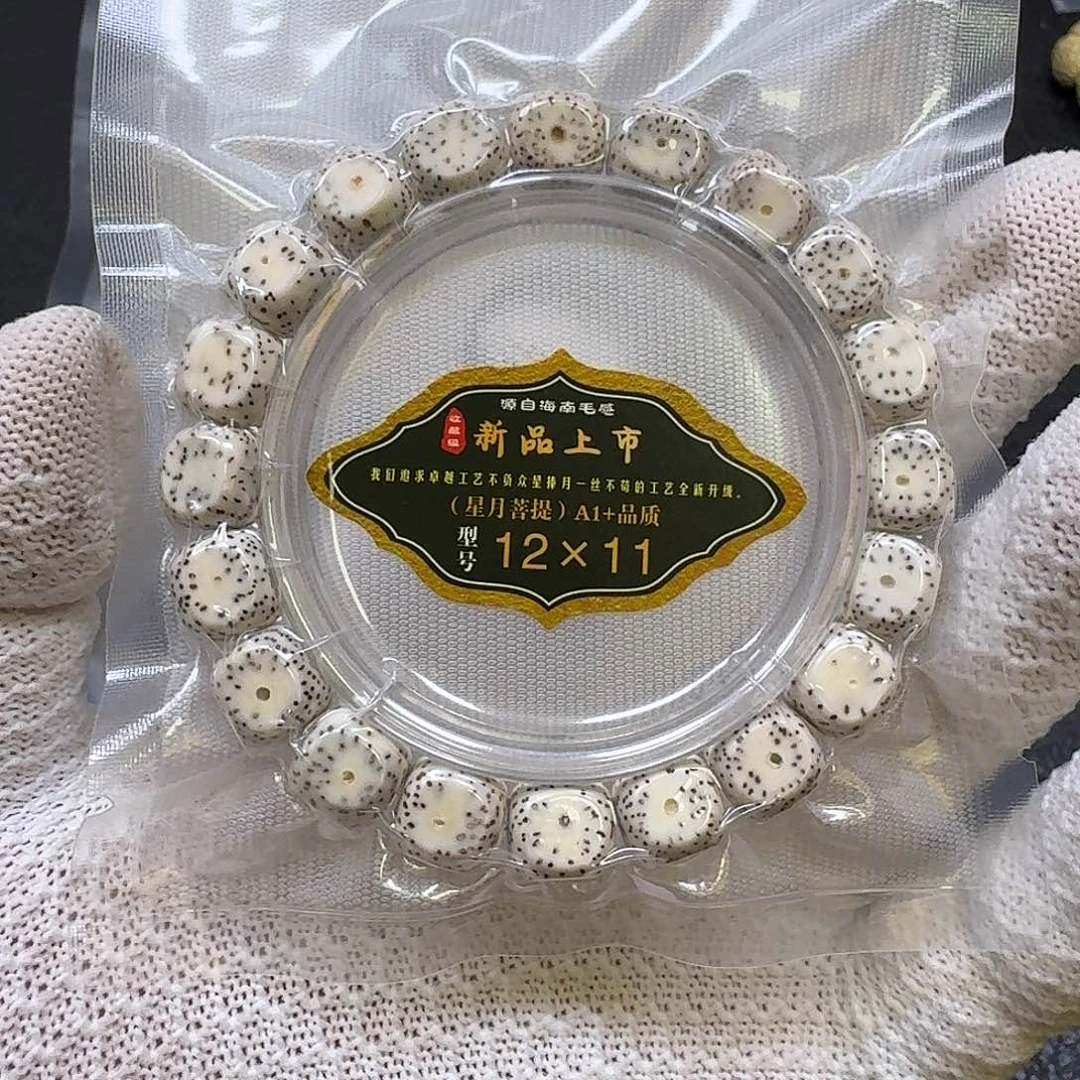 源自海南毛感
收藏级
新品上市
我们追求卓越工艺不负众星捧月一丝不苟的工艺全新升级。
（星月菩提）A1+品质
型号 12×11